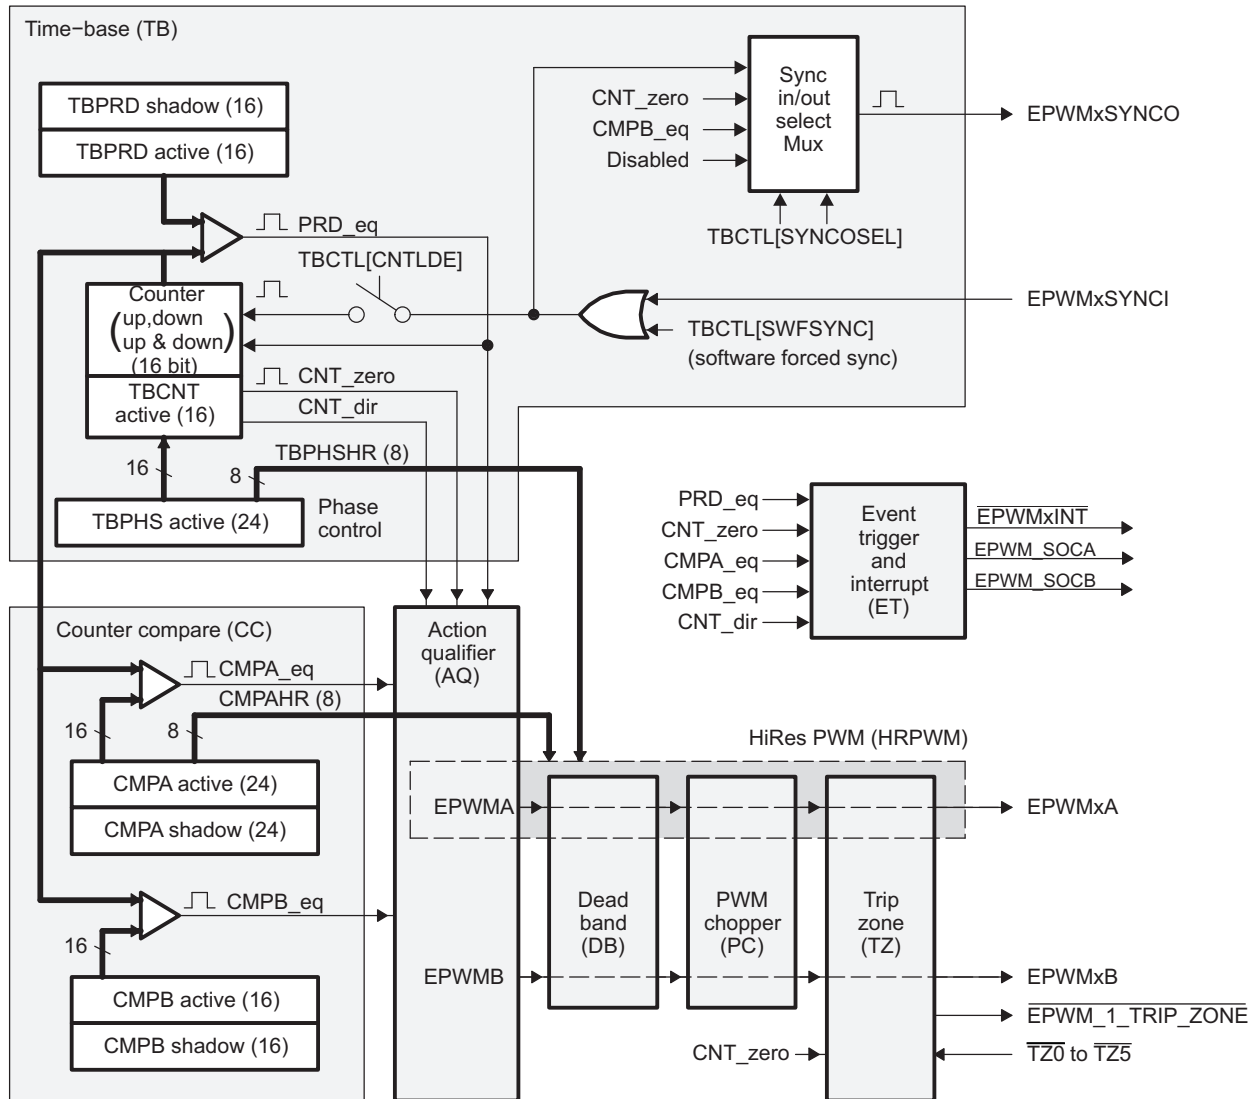 Time−base (TB)
TBPRD shadow (16)
TBPRD active (16)
CNT_zero
CMPB_eq
Disabled
Sync
in/out
select
Mux
EPWMxSYNCO
TBCTL[SYNCOSEL]
PRD_eq
TBCTL[CNTLDE]
EPWMxSYNCI
TBCTL[SWFSYNC]
(software forced sync)
Counter
up,down
(up & down)
(16 bit)
TBCNT
active (16)
CNT_zero
CNT_dir
16
8
TBPHSHR (8)
TBPHS active (24)
Phase
control
PRD_eq
CNT_zero
CMPA_eq
CMPB_eq
CNT_dir
Event
trigger
and
interrupt
(ET)
EPWMxINT
EPWM_SOCA
EPWM_SOCB
Counter compare (CC)
CMPA_eq
CMPAHR (8)
16
8
CMPA active (24)
CMPA shadow (24)
CMPB_eq
16
CMPB active (16)
CMPB shadow (16)
Action
qualifier
(AQ)
HiRes PWM (HRPWM)
EPWMA
EPWMxA
Dead
band
(DB)
PWM
chopper
(PC)
Trip
zone
(TZ)
EPWMB
EPWMxB
EPWM_1_TRIP_ZONE
CNT_zero
TZ0 to TZ5